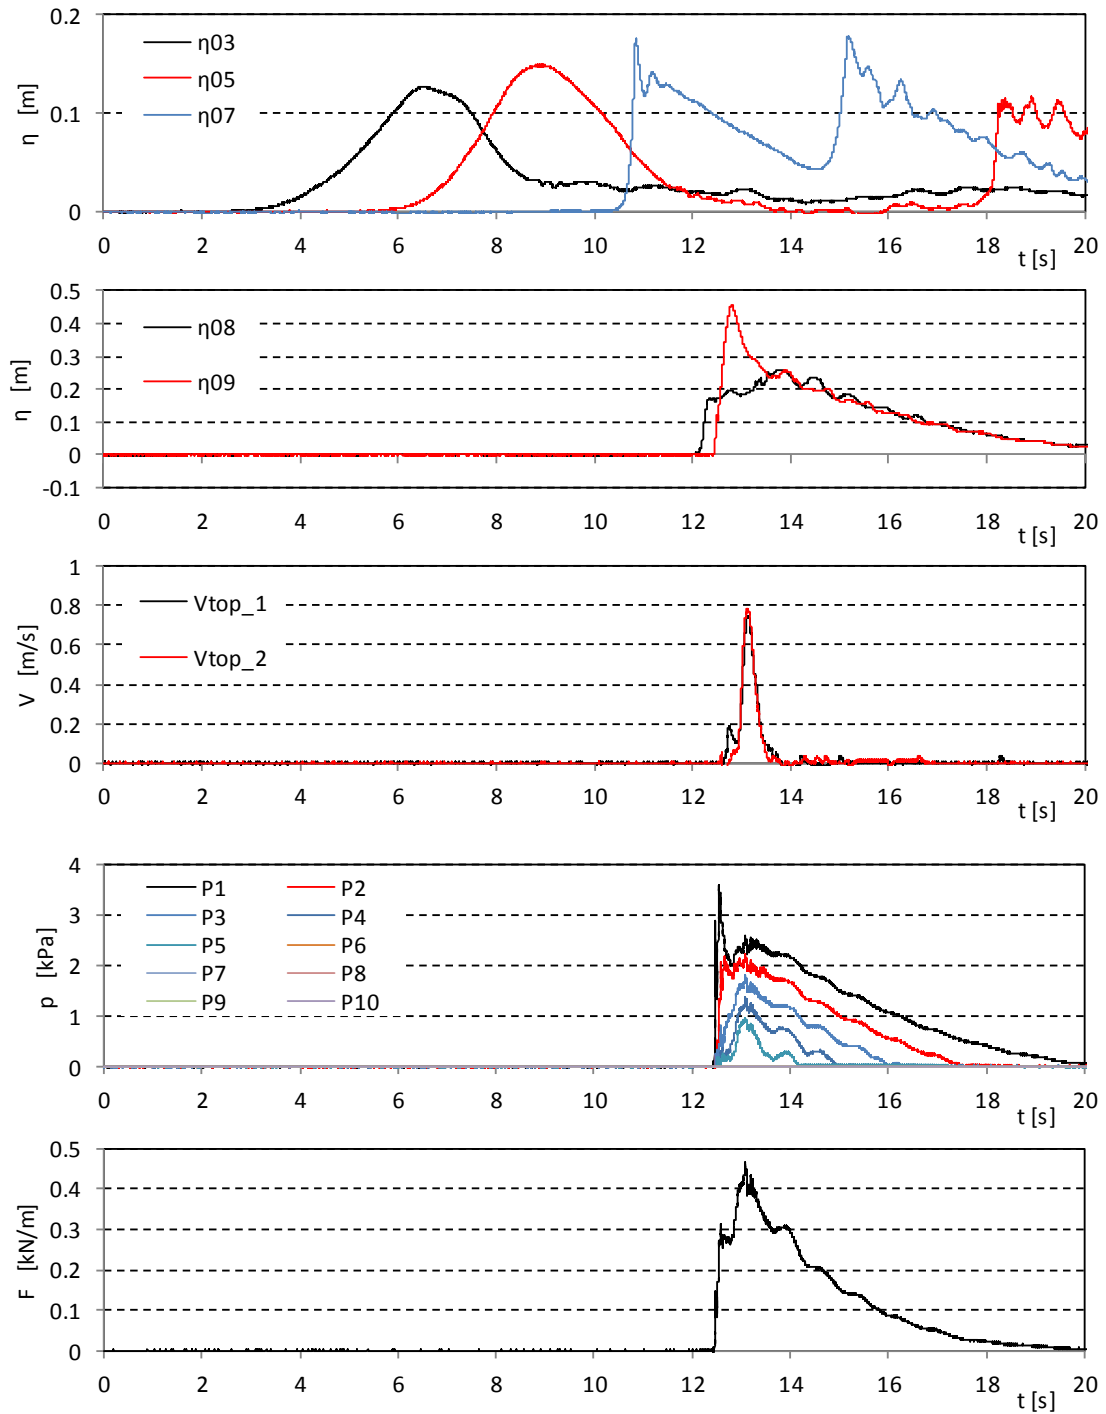 0.2
0.1
0
η [m]
η03
η05
η07
0 2 4 6 8 10 12 14 16 18 20
t [s]
0.5
0.4
0.3
0.2
0.1
0
-0.1
η [m]
η08
η09
0 2 4 6 8 10 12 14 16 18 20
t [s]
1
0.8
0.6
0.4
0.2
0
V [m/s]
Vtop_1
Vtop_2
0 2 4 6 8 10 12 14 16 18 20
t [s]
4
3
2
1
0
p [kPa]
P1 P2
P3 P4
P5 P6
P7 P8
P9 P10
0 2 4 6 8 10 12 14 16 18 20
t [s]
0.5
0.4
0.3
0.2
0.1
0
F [kN/m]
0 2 4 6 8 10 12 14 16 18 20
t [s]